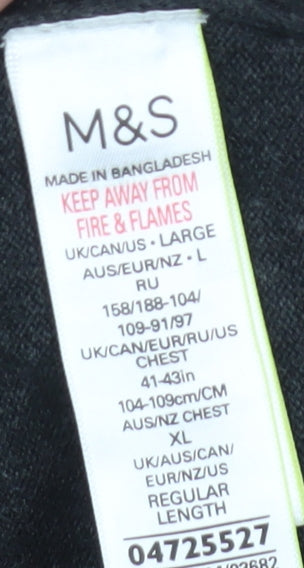 M&S
MADE IN BANGLADESH
KEEP AWAY FROM
FIRE & FLAMES
UK/CAN/US • LARGE
AUS/EUR/NZ • L
RU
158/188-104/
109-91/97
UK/CAN/EUR/RU/US
CHEST
41-43in
104-109cm/CM
AUS/NZ CHEST
XL
UK/AUS/CAN/
EUR/NZ/US
REGULAR
LENGTH
04725527